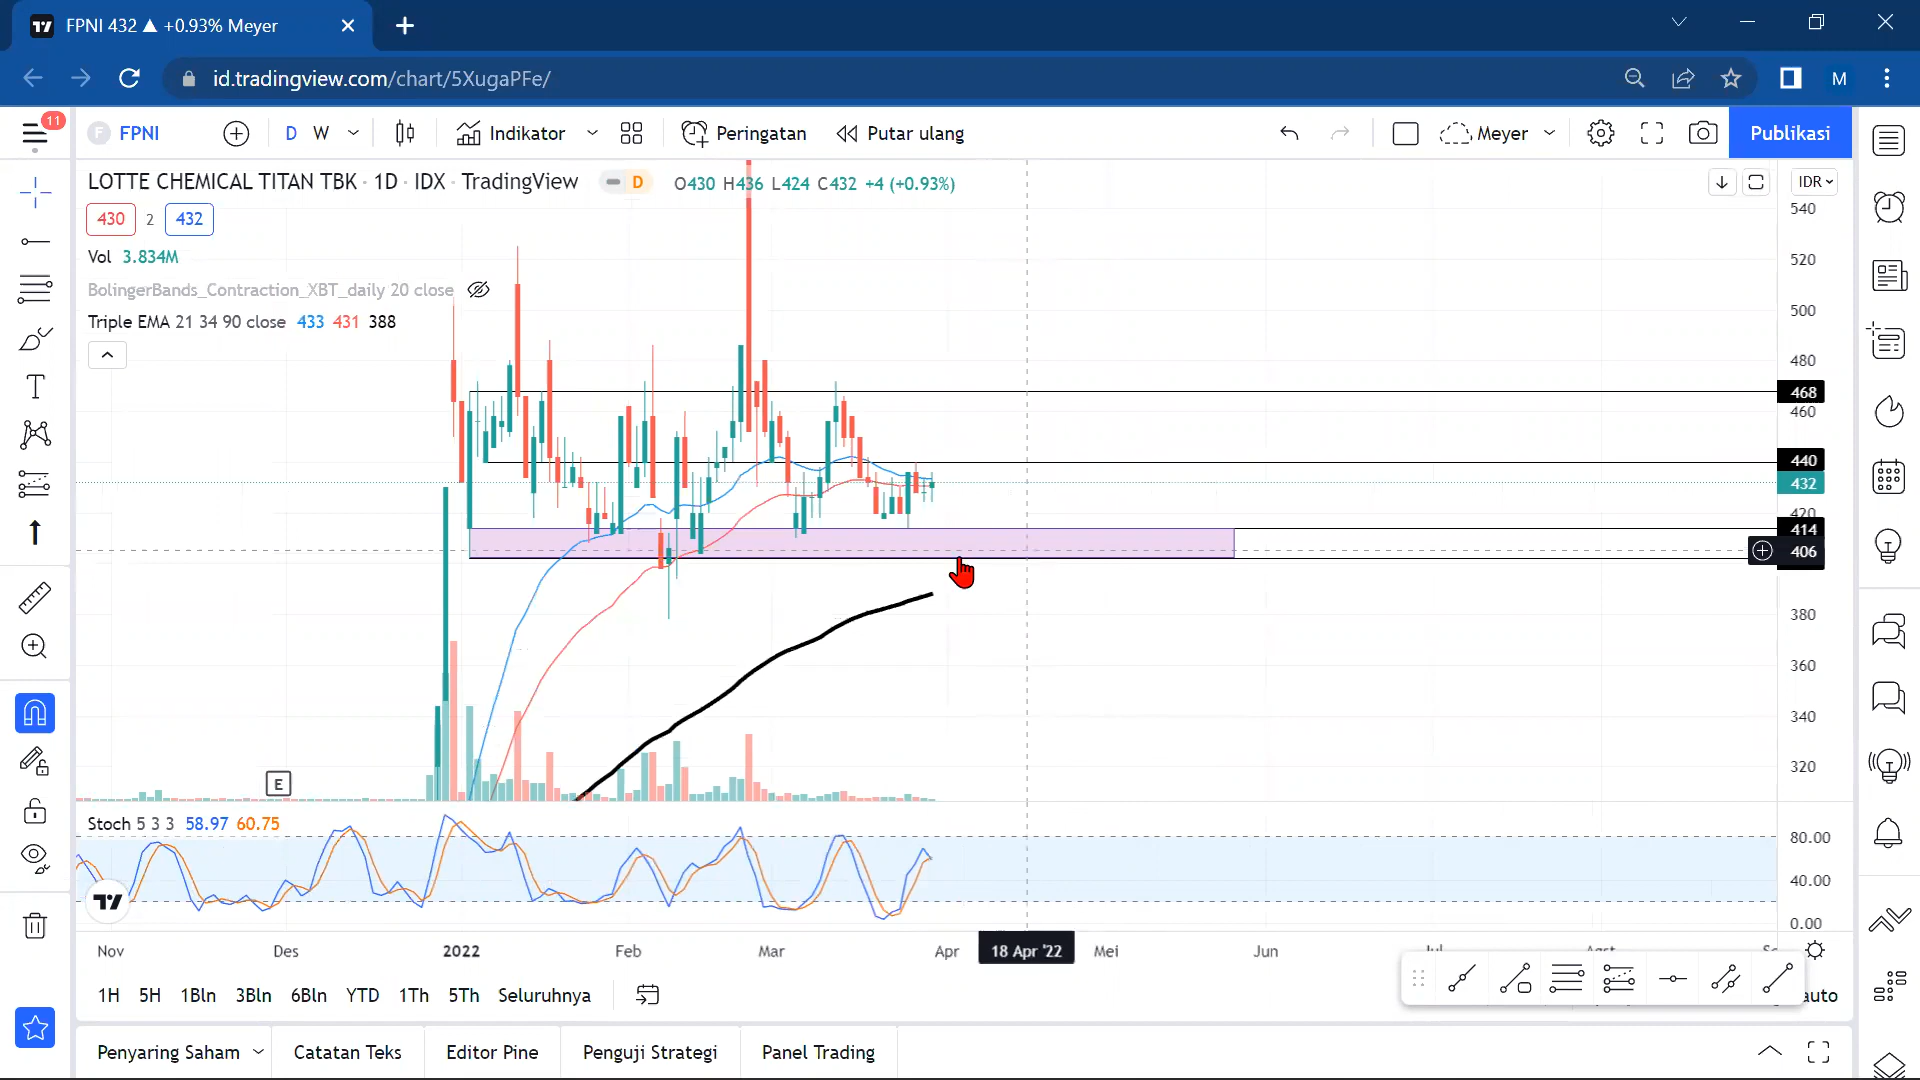 FPNI 432 ▲ +0.93% Meyer
id.tradingview.com/chart/5XugaPFe/
M
11
F FPNI D W Indikator Peringatan Putar ulang Meyer Publikasi
LOTTE CHEMICAL TITAN TBK · 1D · IDX · TradingView D O430 H436 L424 C432 +4 (+0.93%)
IDR
430 2 432
Vol 3.834M
BolingerBands_Contraction_XBT_daily 20 close
Triple EMA 21 34 90 close 433 431 388
540
520
500
480
468
460
440
432
420
414
406
380
360
340
320
E
Stoch 5 3 3 58.97 60.75
80.00
40.00
0.00
Nov Des 2022 Feb Mar Apr 18 Apr '22 Mei Jun
1H 5H 1Bln 3Bln 6Bln YTD 1Th 5Th Seluruhnya auto
Penyaring Saham Catatan Teks Editor Pine Penguji Strategi Panel Trading